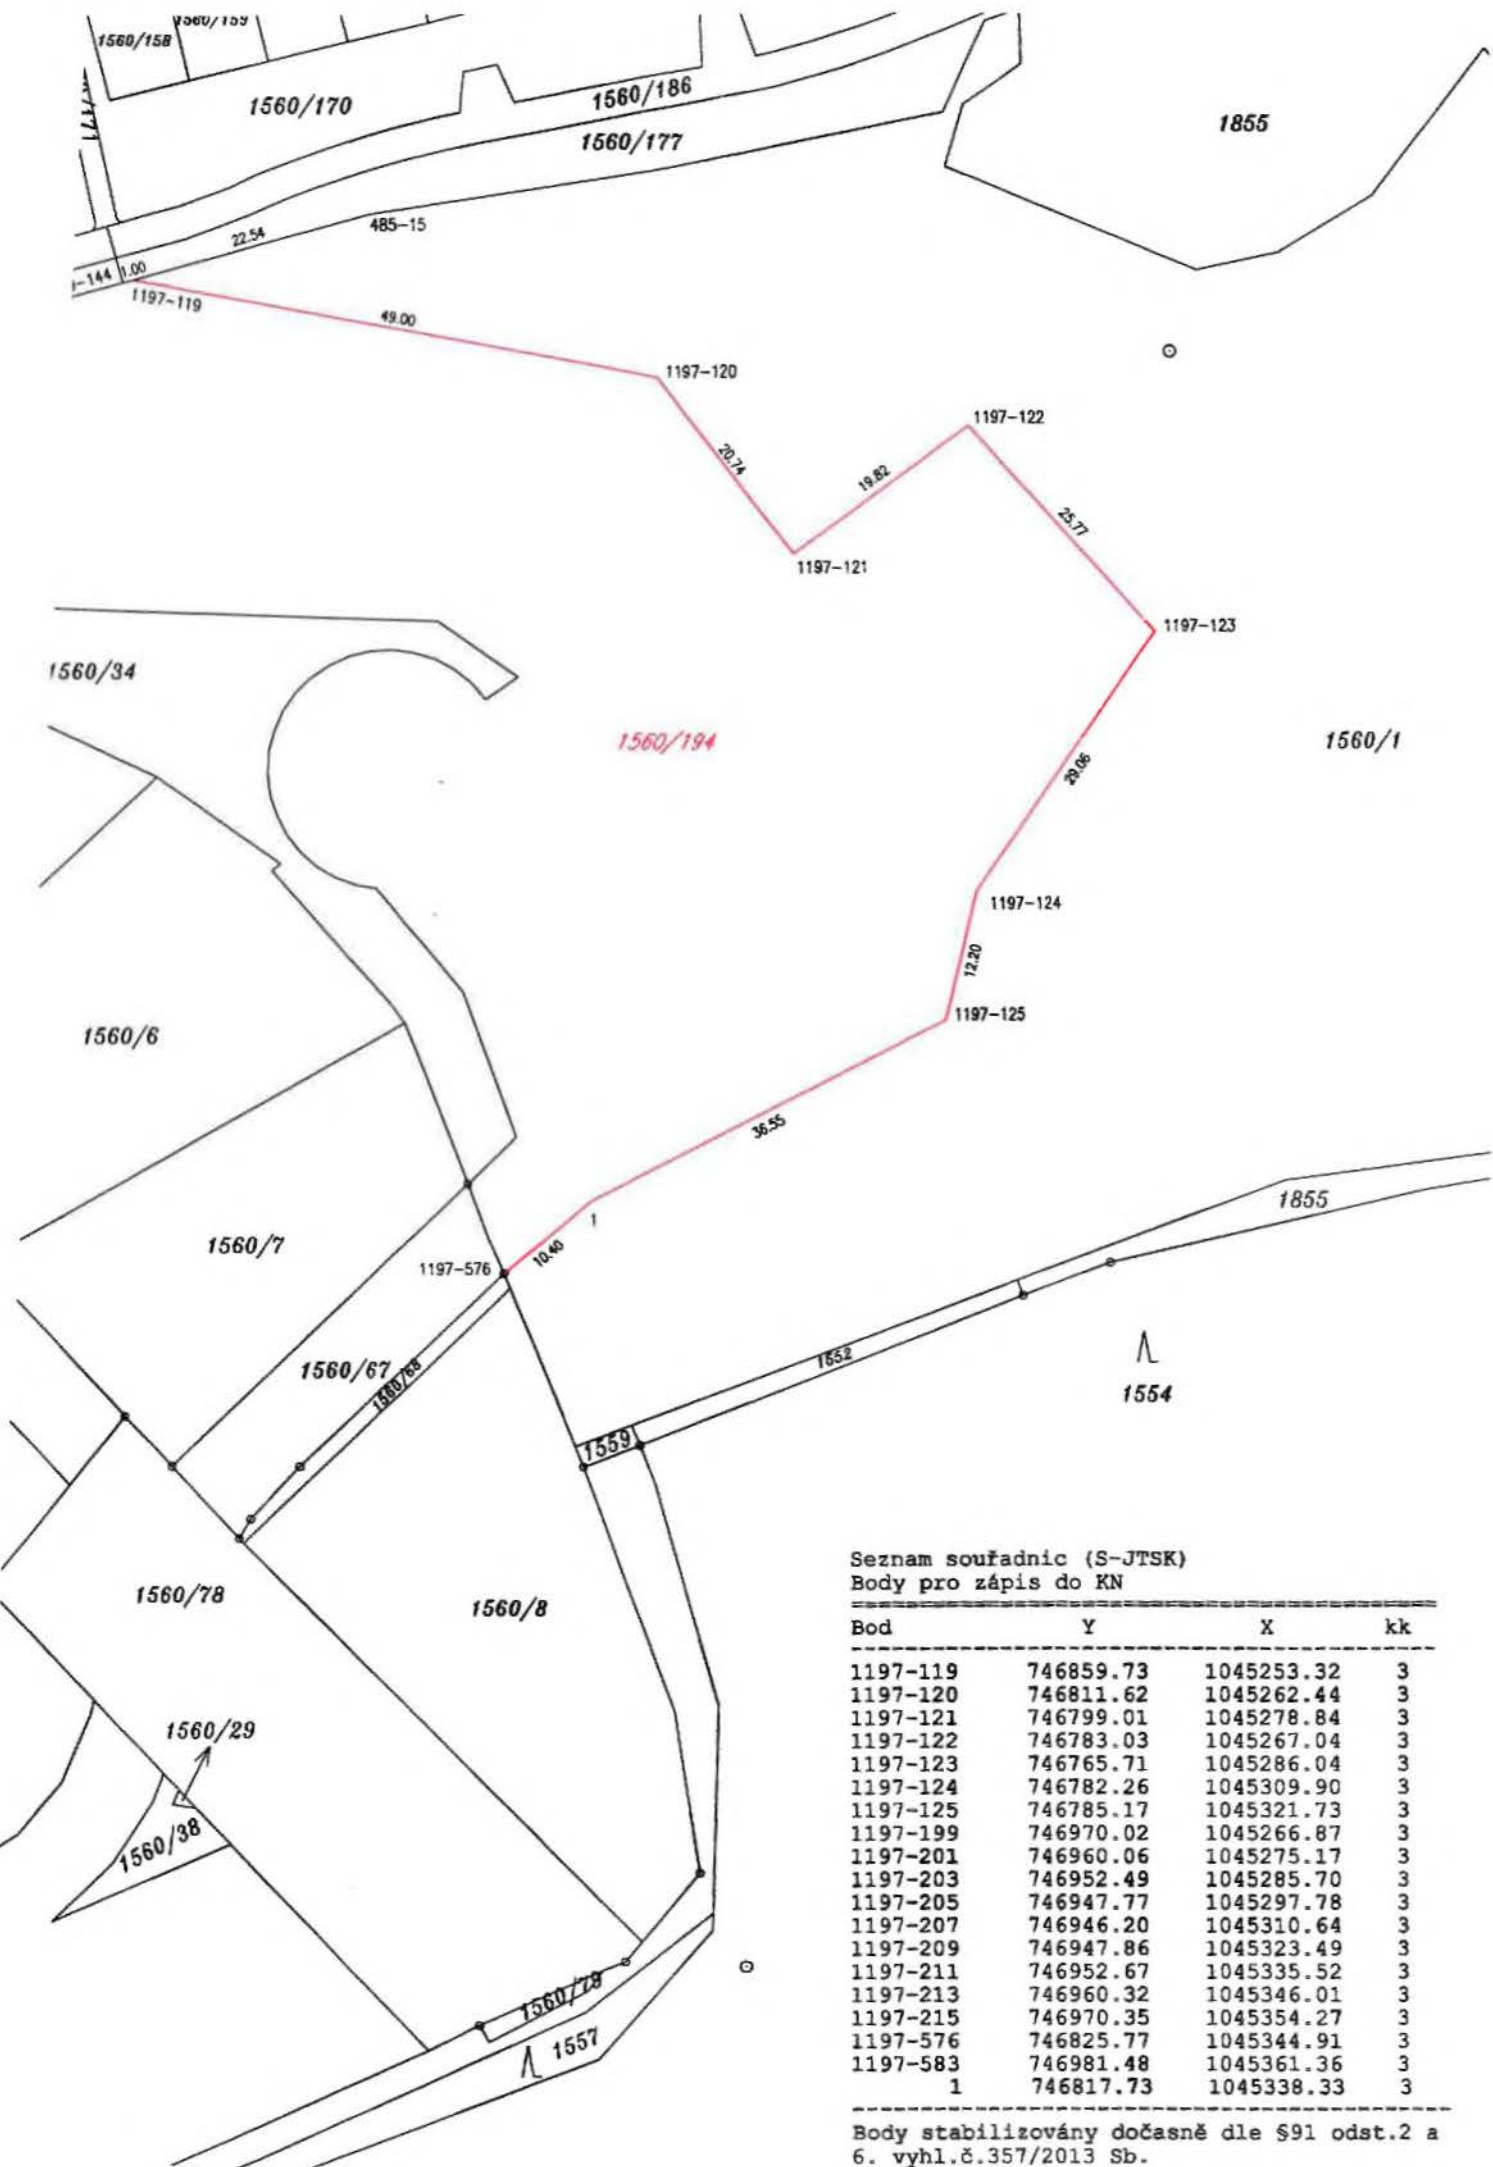 1560/158
1560/159
1560/170
1560/186
1560/177
1855
22.54
485-15
-144
1.00
1197-119
49.00
1197-120
20.74
1197-122
19.82
1197-121
25.77
1197-123
1560/34
1560/194
1560/1
29.06
1197-124
12.20
1197-125
1560/6
36.55
1
1560/7
1855
1197-576
10.40
1560/67
1560/68
1552
1554
1559
1560/78
1560/8
1560/29
1560/38
1560/79
1557
Seznam souřadnic (S-JTSK)
Body pro zápis do KN
Bod Y X kk
1197-119 746859.73 1045253.32 3
1197-120 746811.62 1045262.44 3
1197-121 746799.01 1045278.84 3
1197-122 746783.03 1045267.04 3
1197-123 746765.71 1045286.04 3
1197-124 746782.26 1045309.90 3
1197-125 746785.17 1045321.73 3
1197-199 746970.02 1045266.87 3
1197-201 746960.06 1045275.17 3
1197-203 746952.49 1045285.70 3
1197-205 746947.77 1045297.78 3
1197-207 746946.20 1045310.64 3
1197-209 746947.86 1045323.49 3
1197-211 746952.67 1045335.52 3
1197-213 746960.32 1045346.01 3
1197-215 746970.35 1045354.27 3
1197-576 746825.77 1045344.91 3
1197-583 746981.48 1045361.36 3
1 746817.73 1045338.33 3
Body stabilizovány dočasně dle §91 odst.2 a
6. vyhl.č.357/2013 Sb.